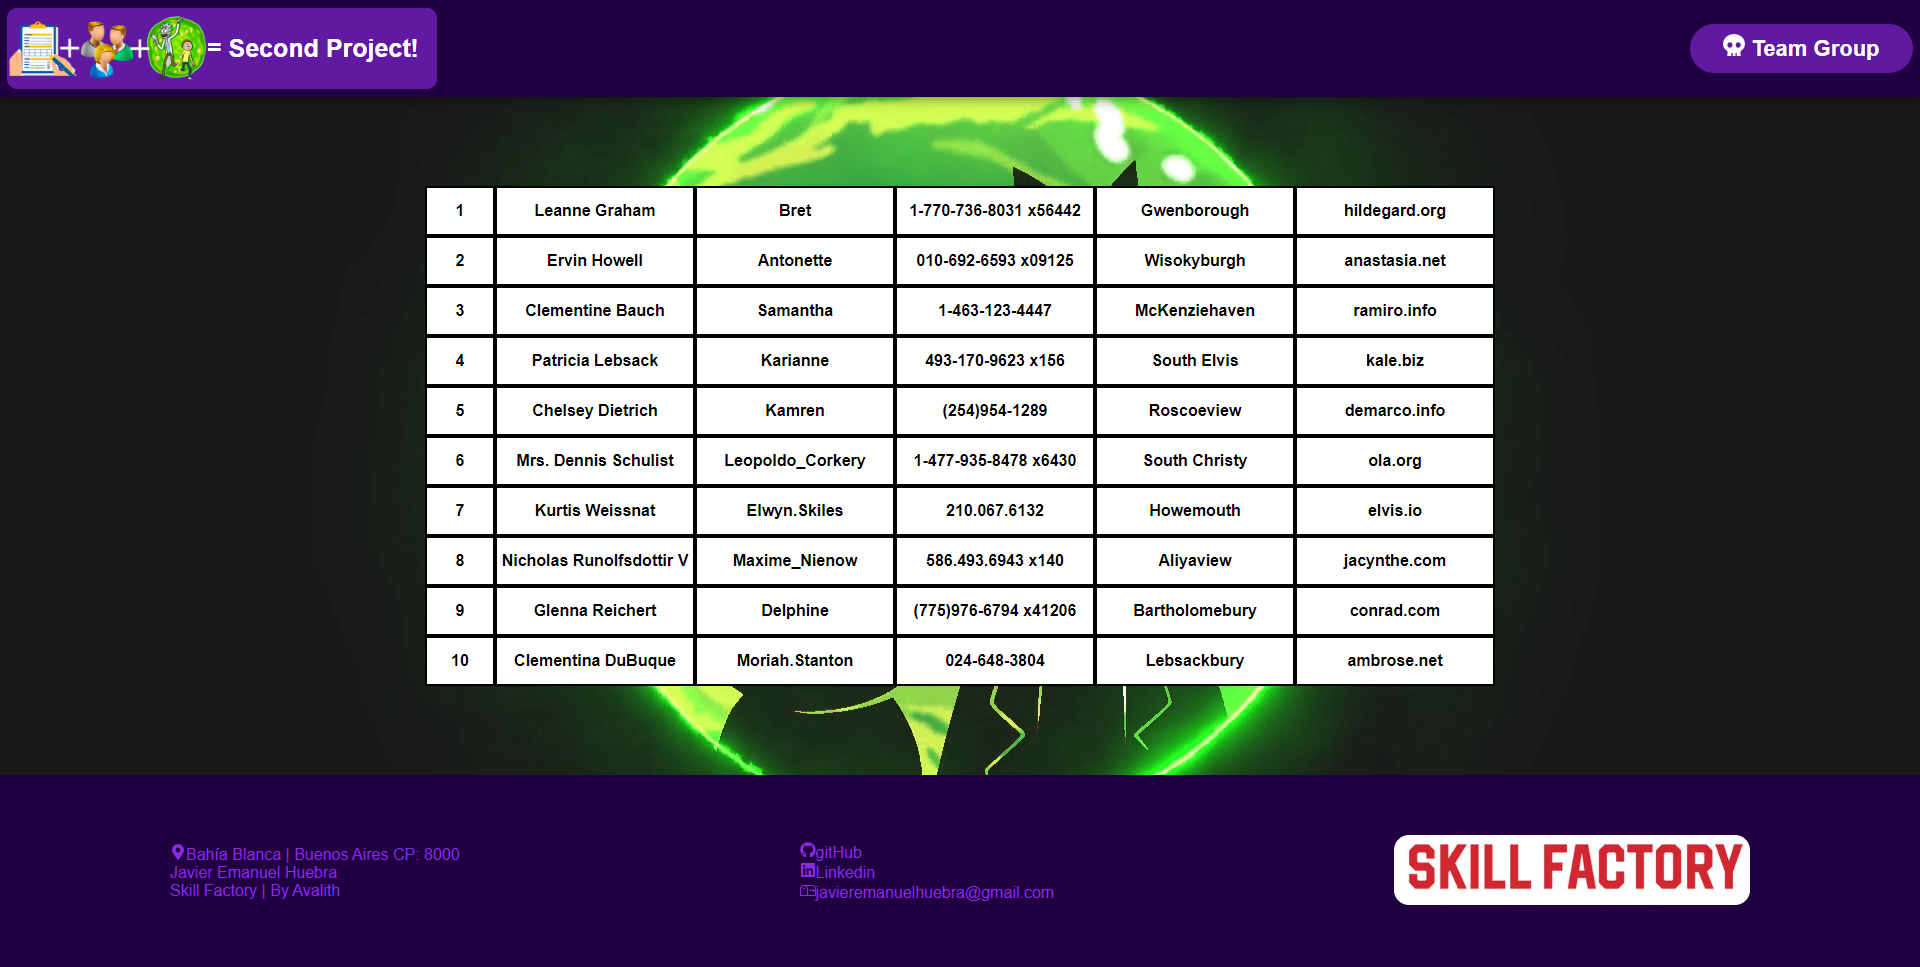 + + = Second Project!
Team Group
1 Leanne Graham Bret 1-770-736-8031 x56442 Gwenborough hildegard.org
2 Ervin Howell Antonette 010-692-6593 x09125 Wisokyburgh anastasia.net
3 Clementine Bauch Samantha 1-463-123-4447 McKenziehaven ramiro.info
4 Patricia Lebsack Karianne 493-170-9623 x156 South Elvis kale.biz
5 Chelsey Dietrich Kamren (254)954-1289 Roscoeview demarco.info
6 Mrs. Dennis Schulist Leopoldo_Corkery 1-477-935-8478 x6430 South Christy ola.org
7 Kurtis Weissnat Elwyn.Skiles 210.067.6132 Howemouth elvis.io
8 Nicholas Runolfsdottir V Maxime_Nienow 586.493.6943 x140 Aliyaview jacynthe.com
9 Glenna Reichert Delphine (775)976-6794 x41206 Bartholomebury conrad.com
10 Clementina DuBuque Moriah.Stanton 024-648-3804 Lebsackbury ambrose.net
Bahía Blanca | Buenos Aires CP: 8000
Javier Emanuel Huebra
Skill Factory | By Avalith
gitHub
Linkedin
javieremanuelhuebra@gmail.com
SKILL FACTORY